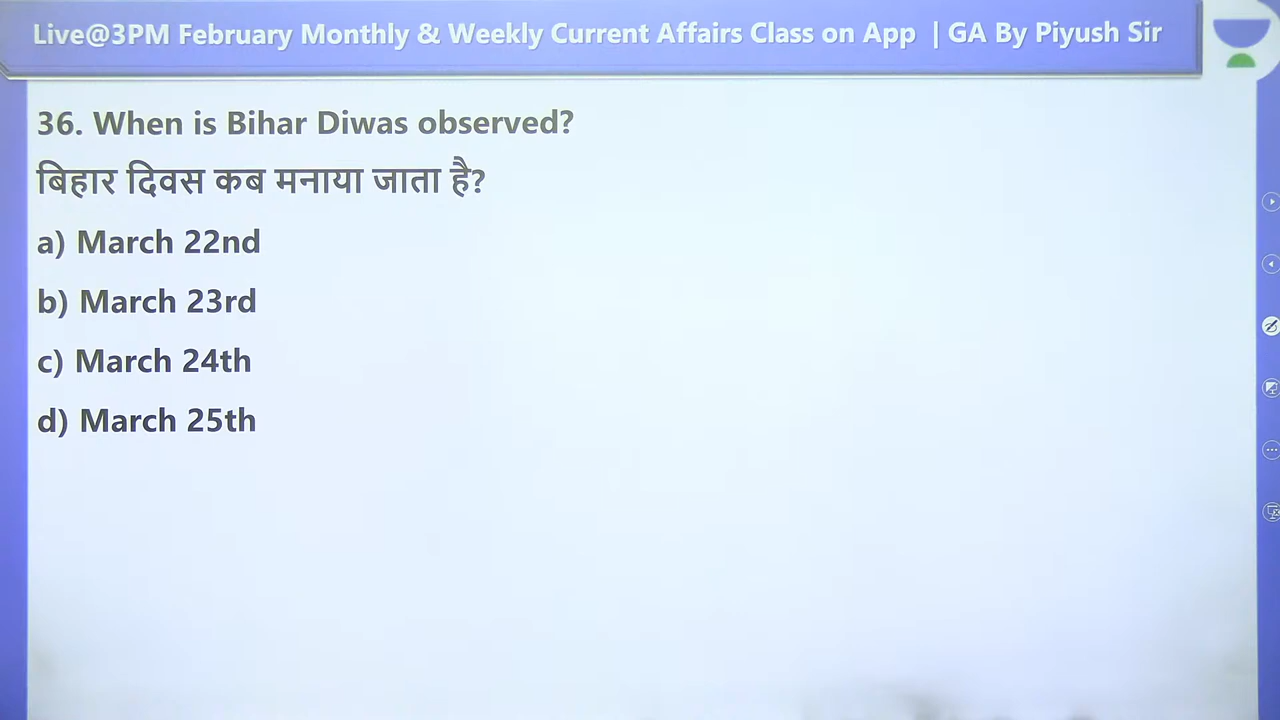 Live@3PM February Monthly & Weekly Current Affairs Class on App | GA By Piyush Sir
36. When is Bihar Diwas observed?
बिहार दिवस कब मनाया जाता है?
a) March 22nd
b) March 23rd
c) March 24th
d) March 25th